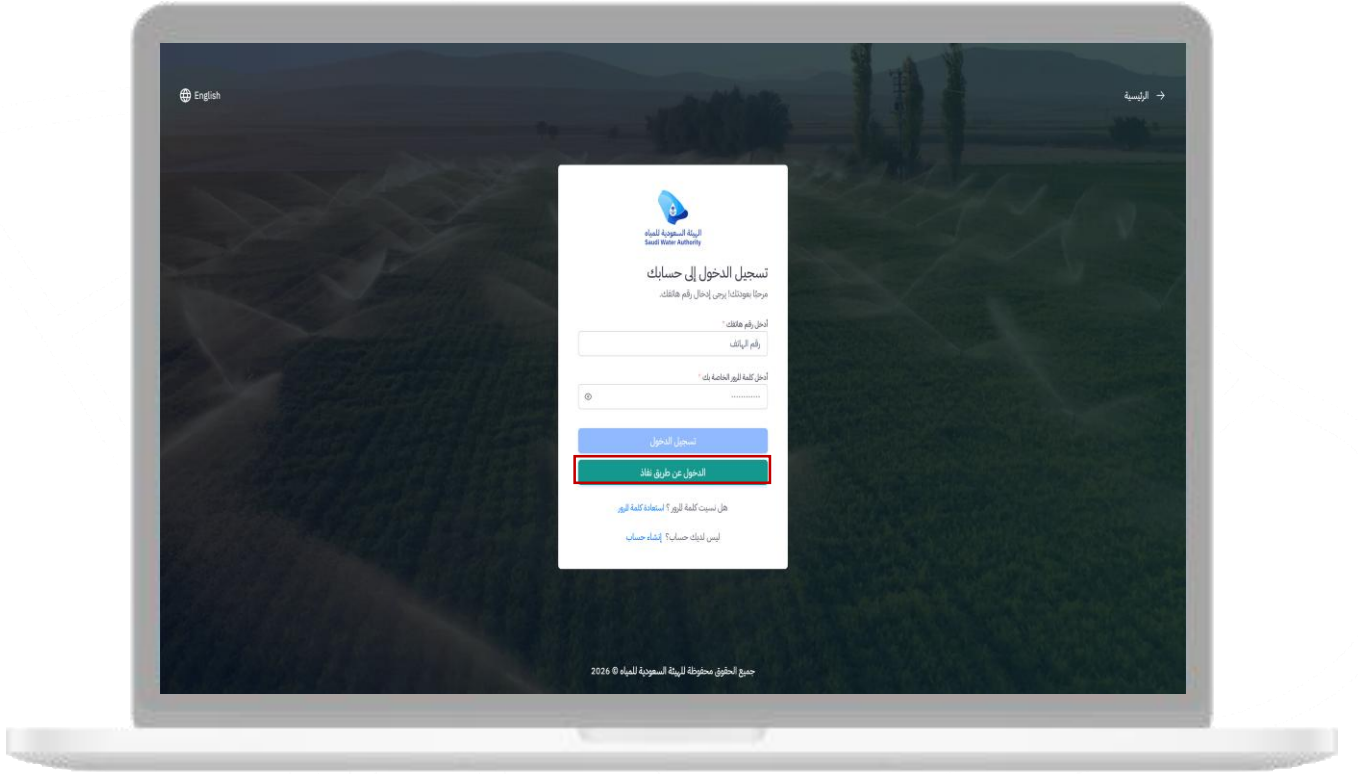 الرئيسية →
English
الهيئة السعودية للمياه
Saudi Water Authority
تسجيل الدخول إلى حسابك
مرحبًا بعودتك! يرجى إدخال رقم هاتفك.
أدخل رقم هاتفك *
رقم الهاتف
أدخل كلمة المرور الخاصة بك *
............
تسجيل الدخول
الدخول عن طريق نفاذ
هل نسيت كلمة المرور ؟ استعادة كلمة المرور
ليس لديك حساب؟ إنشاء حساب
جميع الحقوق محفوظة للهيئة السعودية للمياه © 2026